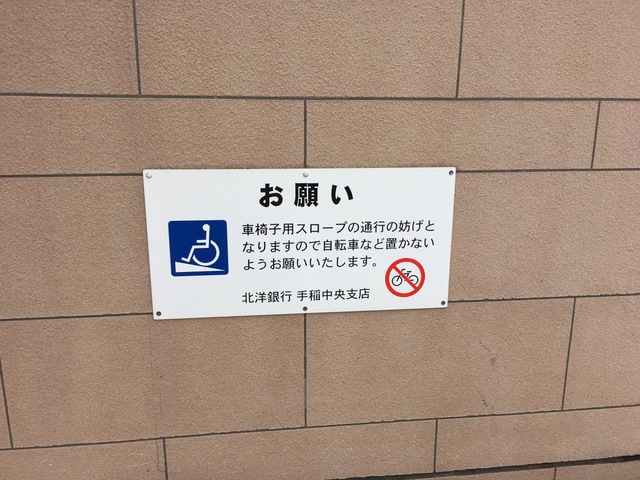 お願い
車椅子用スロープの通行の妨げと
なりますので自転車など置かない
ようお願いいたします。
北洋銀行 手稲中央支店